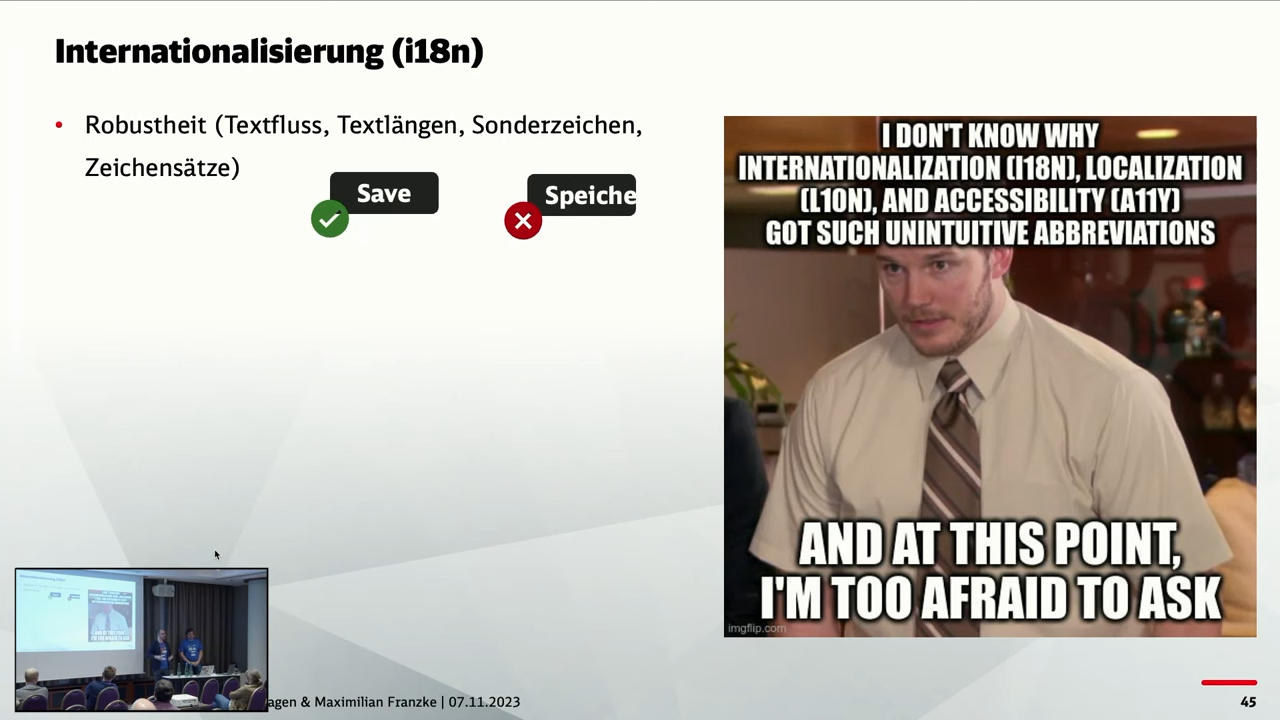 Internationalisierung (i18n)
• Robustheit (Textfluss, Textlängen, Sonderzeichen,
Zeichensätze)
Save
Speiche
I DON'T KNOW WHY
INTERNATIONALIZATION (I18N), LOCALIZATION
(L10N), AND ACCESSIBILITY (A11Y)
GOT SUCH UNINTUITIVE ABBREVIATIONS
AND AT THIS POINT,
I'M TOO AFRAID TO ASK
imgflip.com
agen & Maximilian Franzke | 07.11.2023
45